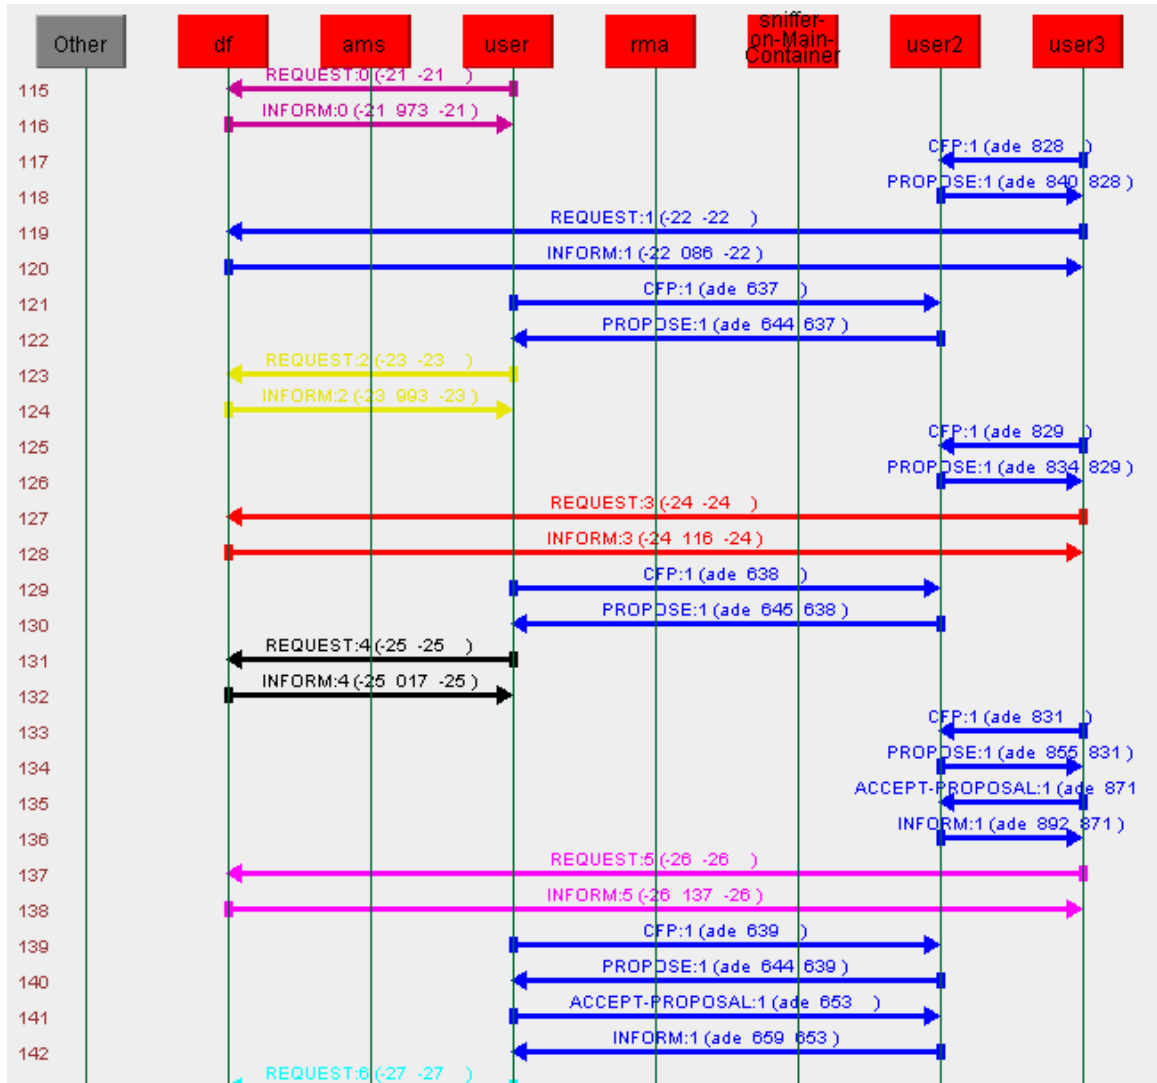 Other df ams user rma sniffer-on-Main-Container user2 user3
REQUEST:0 (-21 -21 )
115
INFORM:0 (-21 973 -21 )
116
CFP:1 (ade 828 )
117
PROPOSE:1 (ade 840 828 )
118
REQUEST:1 (-22 -22 )
119
INFORM:1 (-22 086 -22 )
120
CFP:1 (ade 637 )
121
PROPOSE:1 (ade 644 637 )
122
REQUEST:2 (-23 -23 )
123
INFORM:2 (-23 993 -23 )
124
CFP:1 (ade 829 )
125
PROPOSE:1 (ade 834 829 )
126
REQUEST:3 (-24 -24 )
127
INFORM:3 (-24 116 -24 )
128
CFP:1 (ade 638 )
129
PROPOSE:1 (ade 645 638 )
130
REQUEST:4 (-25 -25 )
131
INFORM:4 (-25 017 -25 )
132
CFP:1 (ade 831 )
133
PROPOSE:1 (ade 855 831 )
134
ACCEPT-PROPOSAL:1 (ade 871
135
INFORM:1 (ade 892 871 )
136
REQUEST:5 (-26 -26 )
137
INFORM:5 (-26 137 -26 )
138
CFP:1 (ade 639 )
139
PROPOSE:1 (ade 644 639 )
140
ACCEPT-PROPOSAL:1 (ade 653 )
141
INFORM:1 (ade 659 653 )
142
REQUEST:6 (-27 -27 )